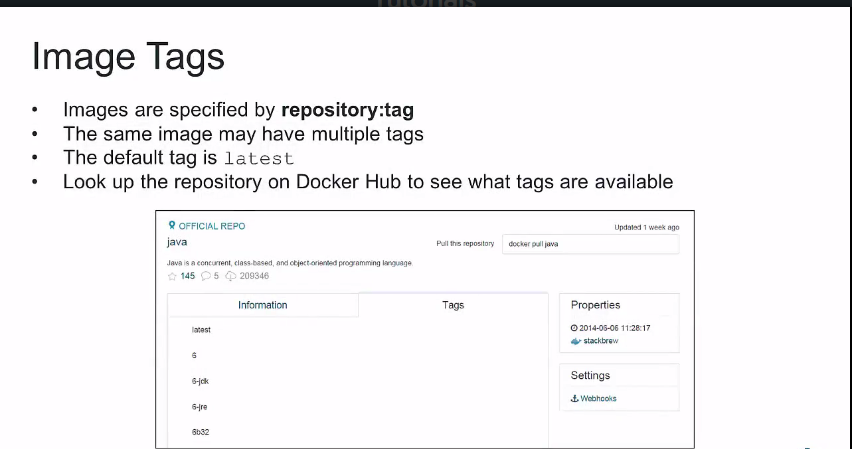 Tutorials
Image Tags
• Images are specified by repository:tag
• The same image may have multiple tags
• The default tag is latest
• Look up the repository on Docker Hub to see what tags are available
OFFICIAL REPO
Updated 1 week ago
java
Pull this repository docker pull java
Java is a concurrent, class-based, and object-oriented programming language.
145 5 209346
Information Tags
Properties
latest
2014-06-06 11:28:17
stackbrew
6
Settings
6-jdk
Webhooks
6-jre
6b32